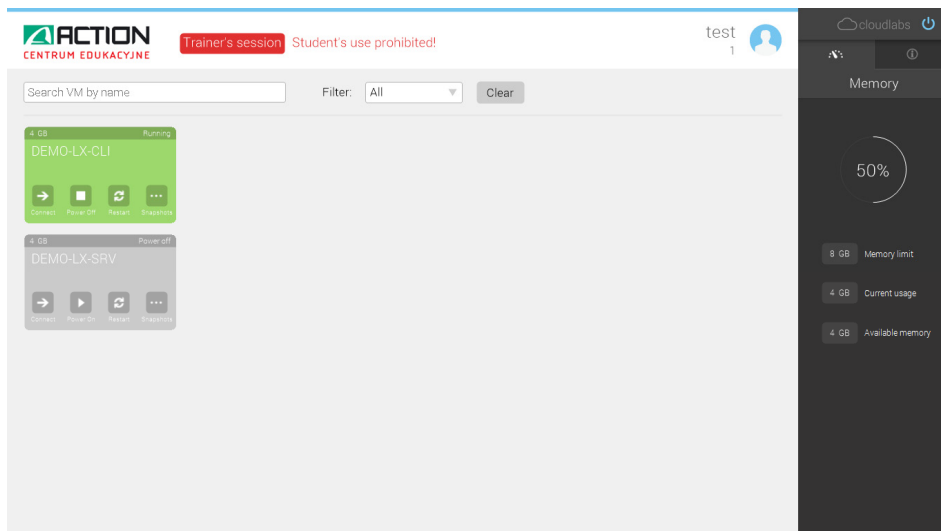 ACTION
CENTRUM EDUKACYJNE
Trainer's session Student's use prohibited!
test
1
cloudlabs
Memory
Search VM by name
Filter: All Clear
4 GB Running
DEMO-LX-CLI
Connect Power Off Restart Snapshots
4 GB Power off
DEMO-LX-SRV
Connect Power On Restart Snapshots
50%
8 GB Memory limit
4 GB Current usage
4 GB Available memory